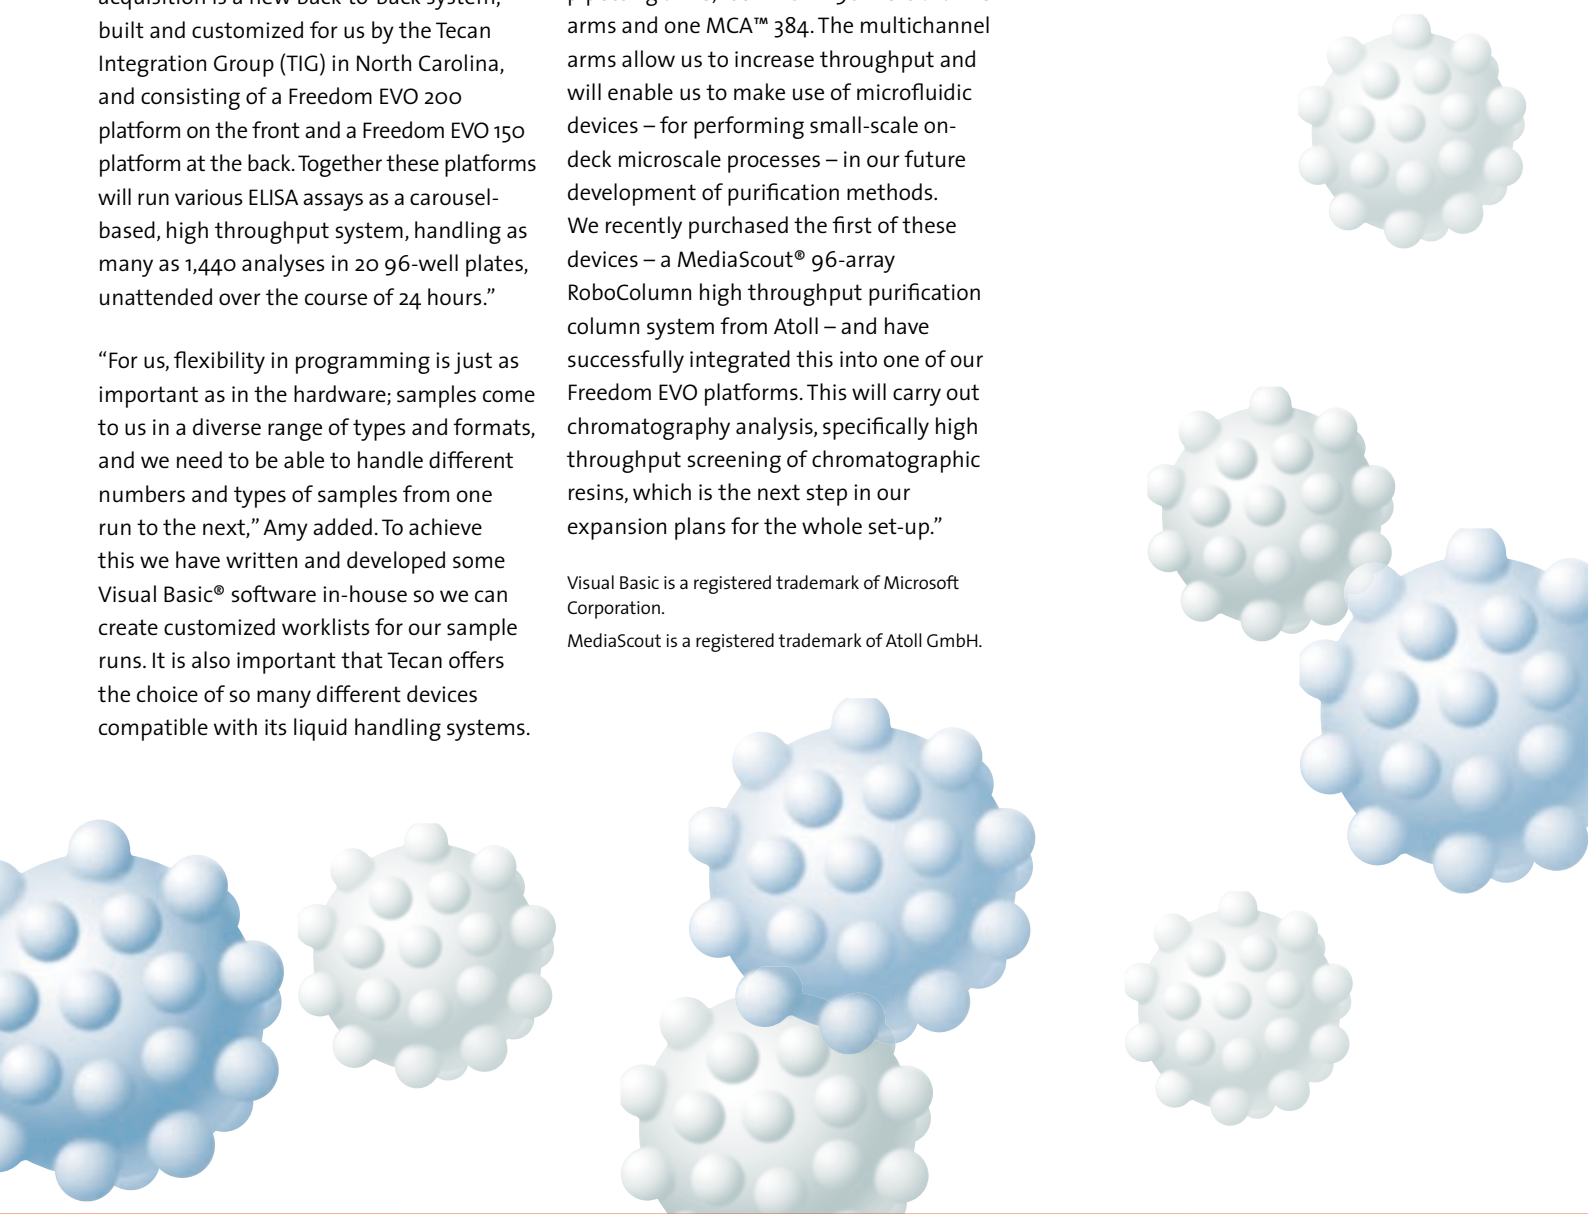 acquisition is a new back-to-back system,
built and customized for us by the Tecan
Integration Group (TIG) in North Carolina,
and consisting of a Freedom EVO 200
platform on the front and a Freedom EVO 150
platform at the back. Together these platforms
will run various ELISA assays as a carousel-
based, high throughput system, handling as
many as 1,440 analyses in 20 96-well plates,
unattended over the course of 24 hours.”
“For us, flexibility in programming is just as
important as in the hardware; samples come
to us in a diverse range of types and formats,
and we need to be able to handle different
numbers and types of samples from one
run to the next,” Amy added. To achieve
this we have written and developed some
Visual Basic® software in-house so we can
create customized worklists for our sample
runs. It is also important that Tecan offers
the choice of so many different devices
compatible with its liquid handling systems.
arms and one MCA™ 384. The multichannel
arms allow us to increase throughput and
will enable us to make use of microfluidic
devices – for performing small-scale on-
deck microscale processes – in our future
development of purification methods.
We recently purchased the first of these
devices – a MediaScout® 96-array
RoboColumn high throughput purification
column system from Atoll – and have
successfully integrated this into one of our
Freedom EVO platforms. This will carry out
chromatography analysis, specifically high
throughput screening of chromatographic
resins, which is the next step in our
expansion plans for the whole set-up.”
Visual Basic is a registered trademark of Microsoft
Corporation.
MediaScout is a registered trademark of Atoll GmbH.